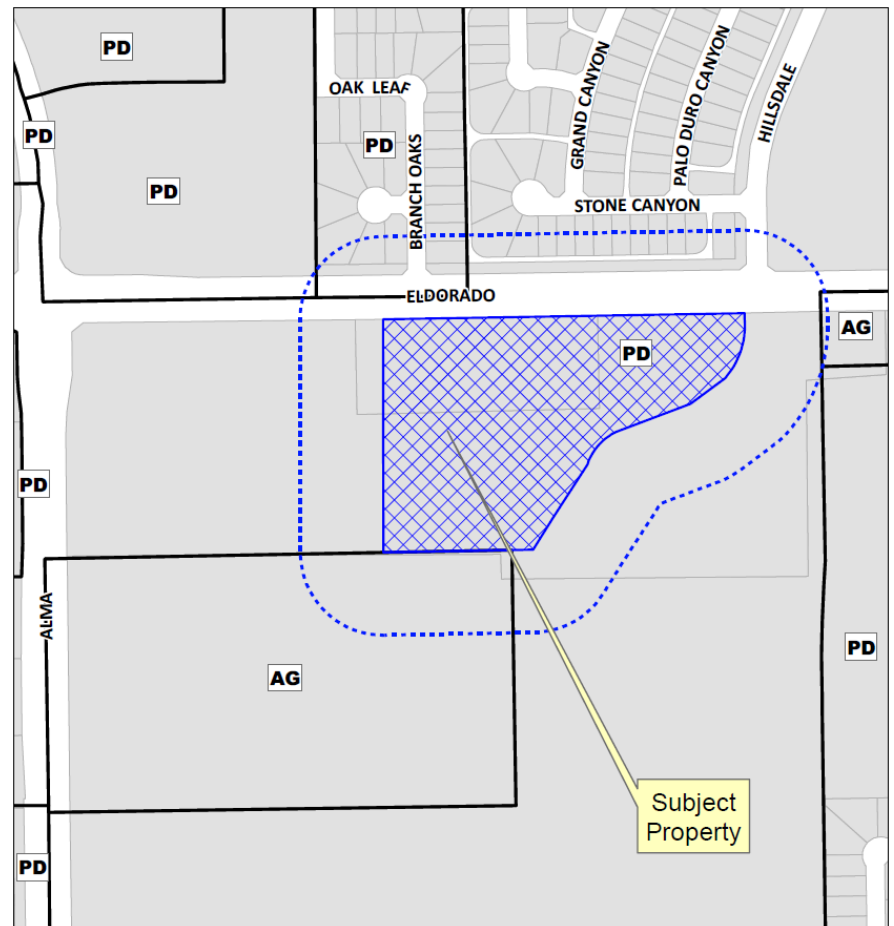 PD
OAK LEAF
PD
PD
PD
BRANCH OAKS
GRAND CANYON
PALO DURO CANYON
HILLSDALE
STONE CANYON
ELDORADO
AG
PD
PD
ALMA
AG
PD
Subject
Property
PD